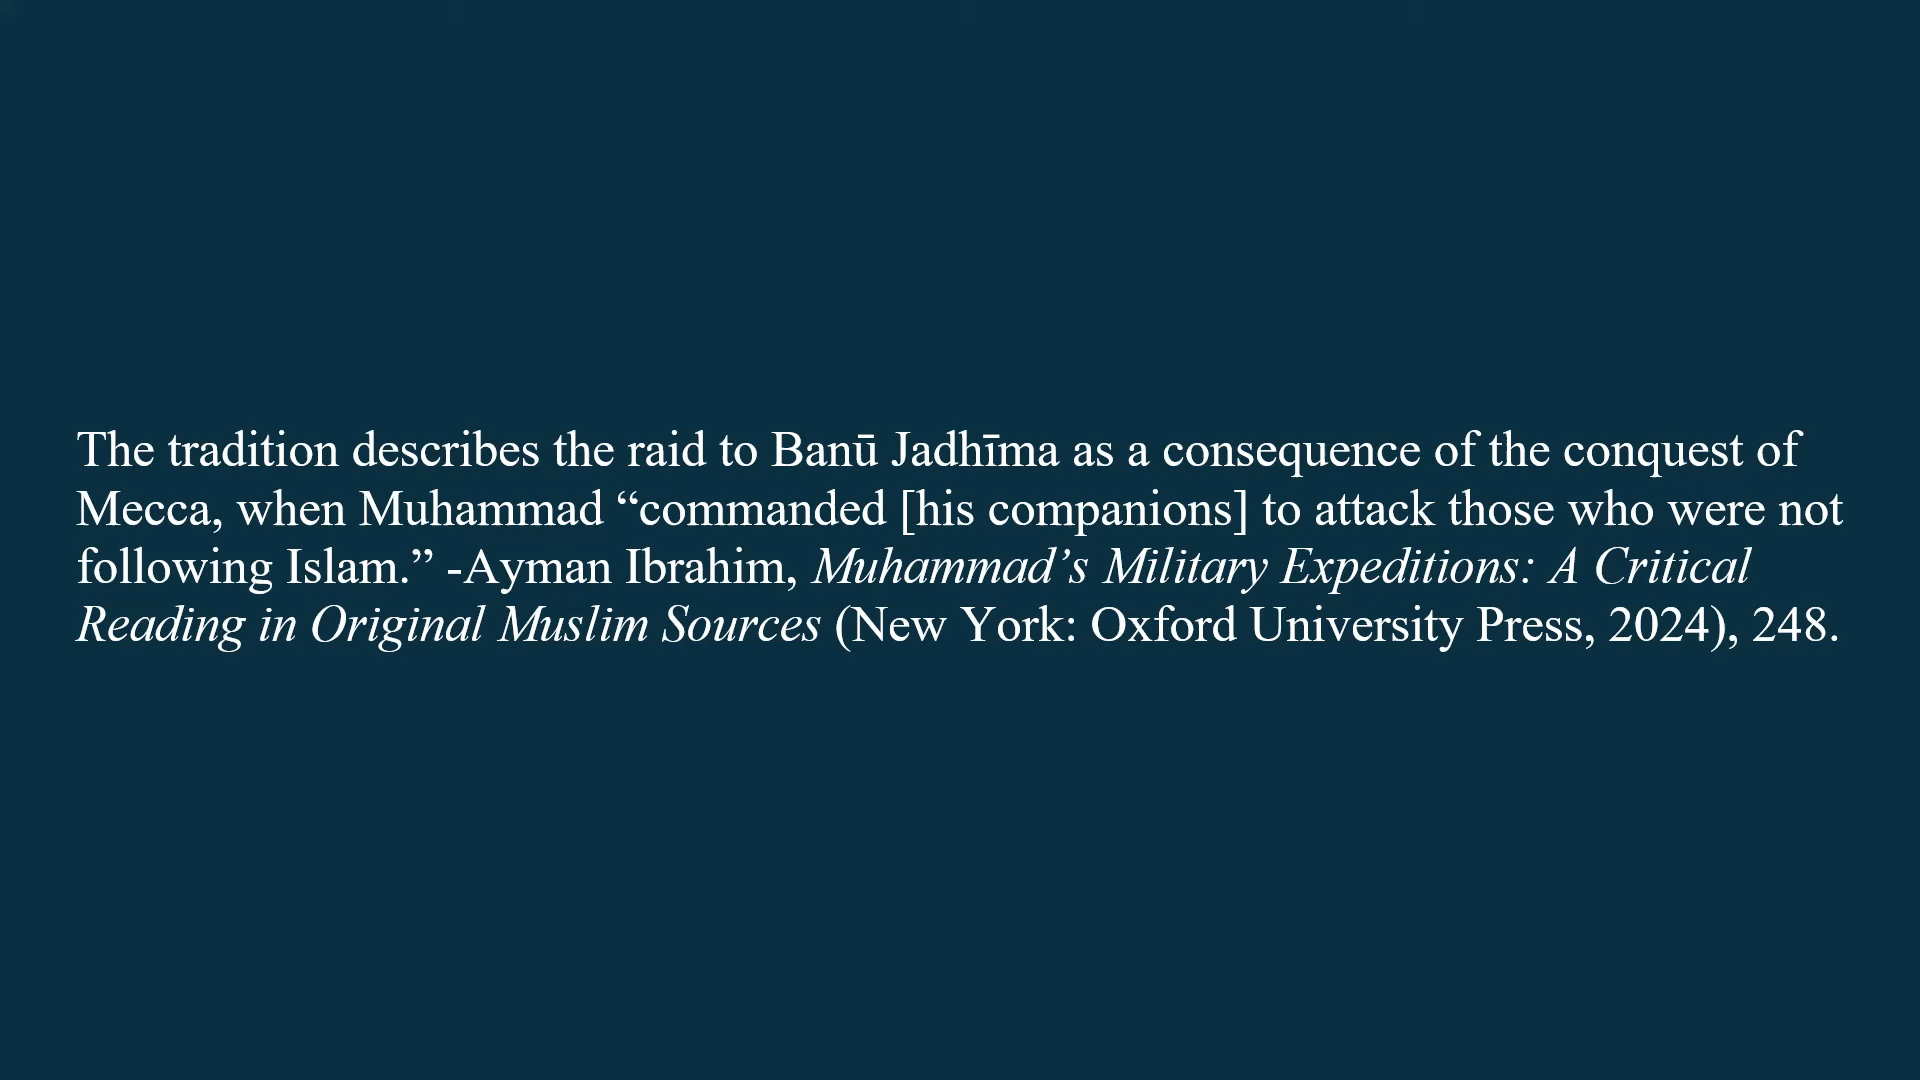 The tradition describes the raid to Banū Jadhīma as a consequence of the conquest of
Mecca, when Muhammad “commanded [his companions] to attack those who were not
following Islam.” -Ayman Ibrahim, Muhammad’s Military Expeditions: A Critical
Reading in Original Muslim Sources (New York: Oxford University Press, 2024), 248.